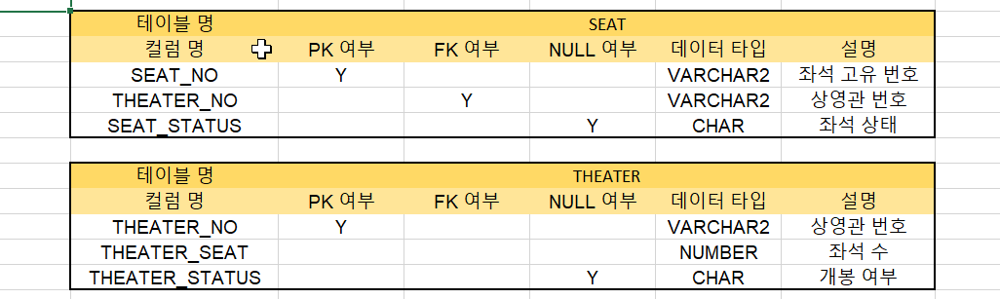 테이블 명 SEAT
컬럼 명 PK 여부 FK 여부 NULL 여부 데이터 타입 설명
SEAT_NO Y VARCHAR2 좌석 고유 번호
THEATER_NO Y VARCHAR2 상영관 번호
SEAT_STATUS Y CHAR 좌석 상태
테이블 명 THEATER
컬럼 명 PK 여부 FK 여부 NULL 여부 데이터 타입 설명
THEATER_NO Y VARCHAR2 상영관 번호
THEATER_SEAT NUMBER 좌석 수
THEATER_STATUS Y CHAR 개봉 여부